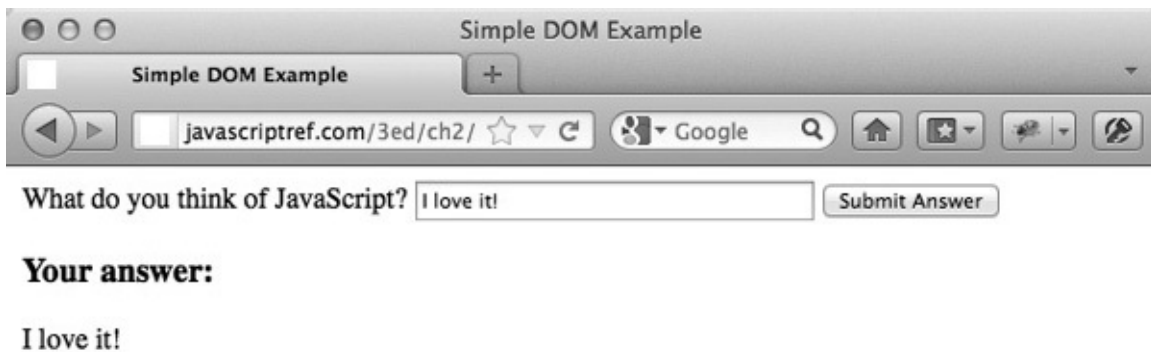 Simple DOM Example
Simple DOM Example
javascriptref.com/3ed/ch2/ Google
What do you think of JavaScript? I love it! Submit Answer
Your answer:
I love it!